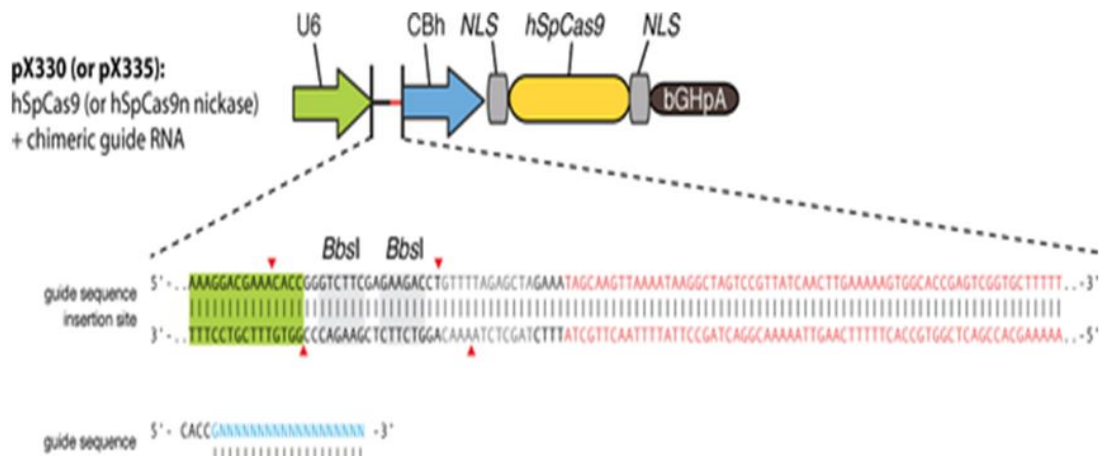 U6 CBh NLS hSpCas9 NLS
pX330 (or pX335):
hSpCas9 (or hSpCas9n nickase)
+ chimeric guide RNA
bGHpA
BbsI BbsI
5'-..AAAGGACGAAACACCGGGTCTTCGAGAAGACCTGTTTTAGAGCTAGAAATAGCAAGTTAAAATAAGGCTAGTCCGTTATCAACTTGAAAAAGTGGCACCGAGTCGGTGCTTTTT..-3'
guide sequence
insertion site
3'-..TTTCCTGCTTTGTGGCCCAGAAGCTCTTCTGGACAAAATCTCGATCTTTATCGTTCAATTTTATTCCGATCAGGCAAAAATTGAACTTTTTCACCGTGGCTCAGCCACGAAAAA..-5'
guide sequence
5'- CACCGNNNNNNNNNNNNNNNNNNN -3'